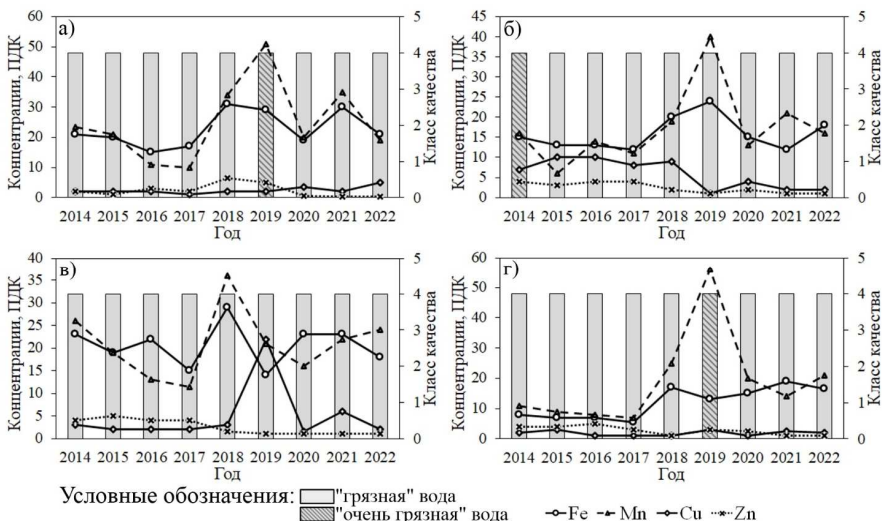 а)
Концентрации, ПДК
60
50
40
30
20
10
0
5
4
3
2
1
0
Класс качества
2014 2015 2016 2017 2018 2019 2020 2021 2022
Год
б)
Концентрации, ПДК
45
40
35
30
25
20
15
10
5
0
5
4
3
2
1
0
Класс качества
2014 2015 2016 2017 2018 2019 2020 2021 2022
Год
в)
Концентрации, ПДК
40
35
30
25
20
15
10
5
0
5
4
3
2
1
0
Класс качества
2014 2015 2016 2017 2018 2019 2020 2021 2022
Год
г)
Концентрации, ПДК
60
50
40
30
20
10
0
5
4
3
2
1
0
Класс качества
2014 2015 2016 2017 2018 2019 2020 2021 2022
Год
Условные обозначения: "грязная" вода
"очень грязная" вода Fe Mn Cu Zn